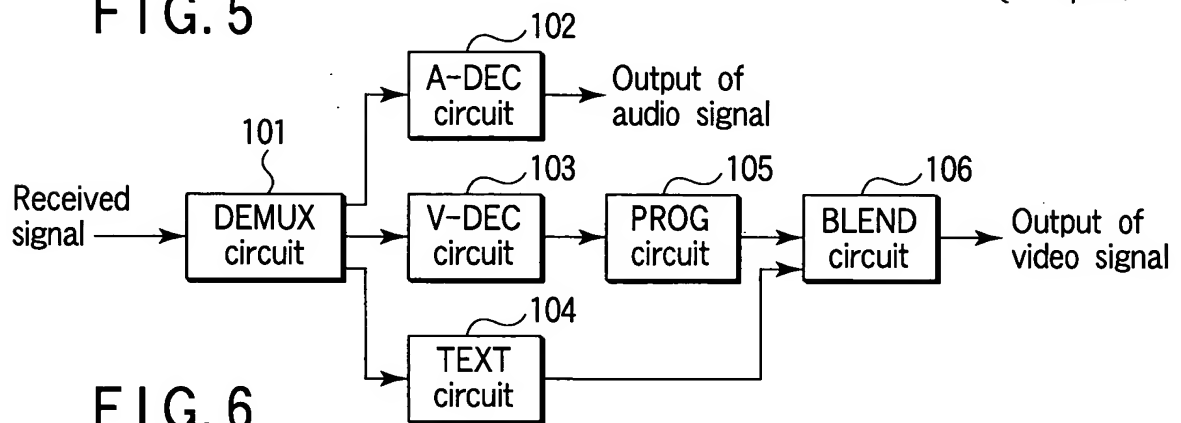 FIG. 5
102
A-DEC
circuit
Output of
audio signal
101
Received
signal
DEMUX
circuit
103
V-DEC
circuit
105
PROG
circuit
106
BLEND
circuit
Output of
video signal
104
TEXT
circuit
FIG. 6